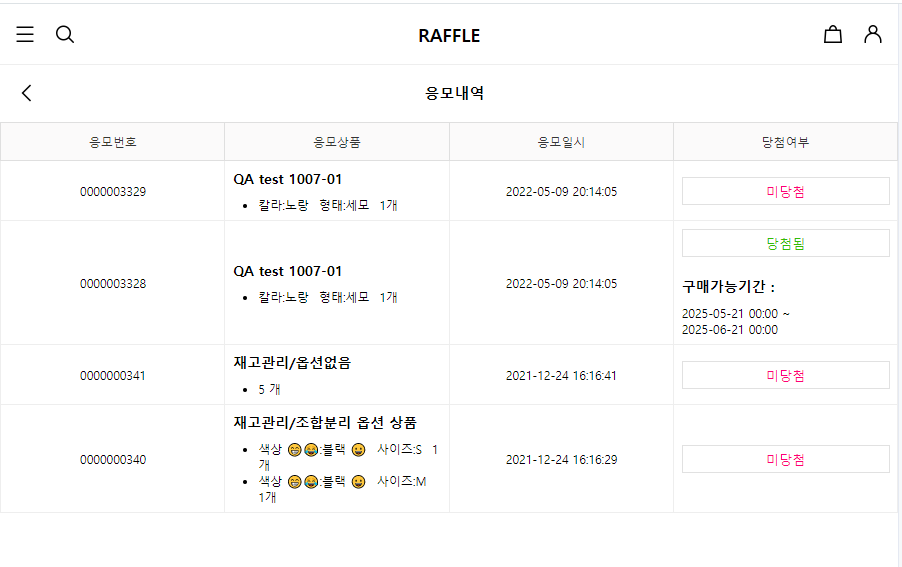 RAFFLE
응모내역
응모번호 응모상품 응모일시 당첨여부
0000003329
QA test 1007-01
• 칼라:노랑 형태:세모 1개
2022-05-09 20:14:05
미당첨
0000003328
QA test 1007-01
• 칼라:노랑 형태:세모 1개
2022-05-09 20:14:05
당첨됨
구매가능기간 :
2025-05-21 00:00 ~
2025-06-21 00:00
0000000341
재고관리/옵션없음
• 5 개
2021-12-24 16:16:41
미당첨
0000000340
재고관리/조합분리 옵션 상품
• 색상 😁😂:블랙 😀 사이즈:S 1
개
• 색상 😁😂:블랙 😀 사이즈:M
1개
2021-12-24 16:16:29
미당첨